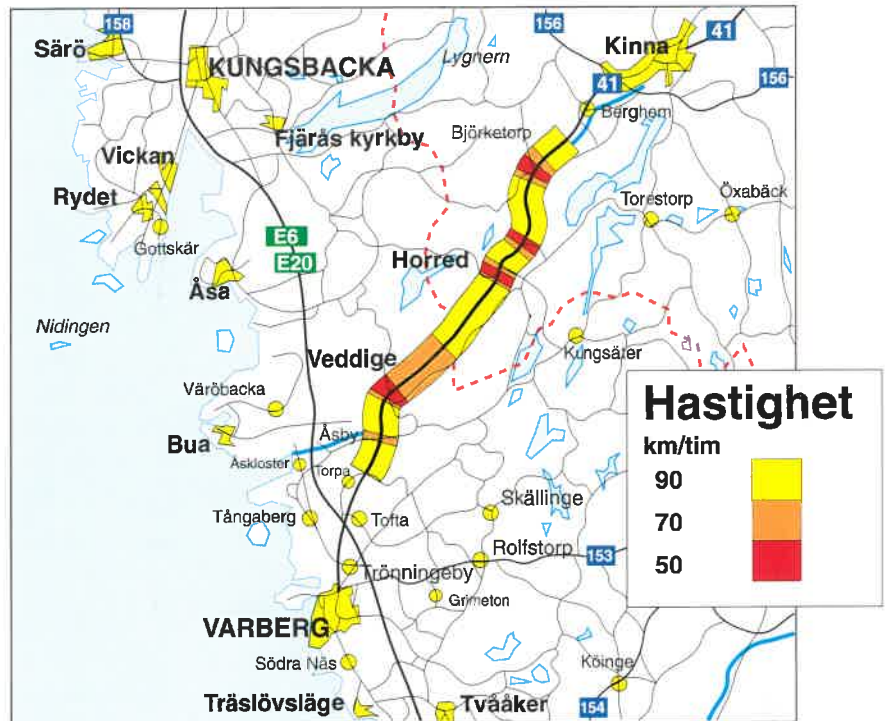 158
156
Särö
Kinna
41
KUNGSBACKA
Lygnern
41
156
Berghem
Fjärås kyrkby
Björketorp
Vickan
Rydet
Torestorp
Öxabäck
Gottskär
E6
E20
Horred
Åsa
Nidingen
Veddige
Kungsäter
Väröbacka
Hastighet
Bua
Åsby
km/tim
Åskloster
Torpa
90
Skällinge
70
Tångaberg
Tofta
50
Rolfstorp
153
Trönningeby
Grimeton
VARBERG
Södra Näs
Köinge
Träslövsläge
Tvååker
154